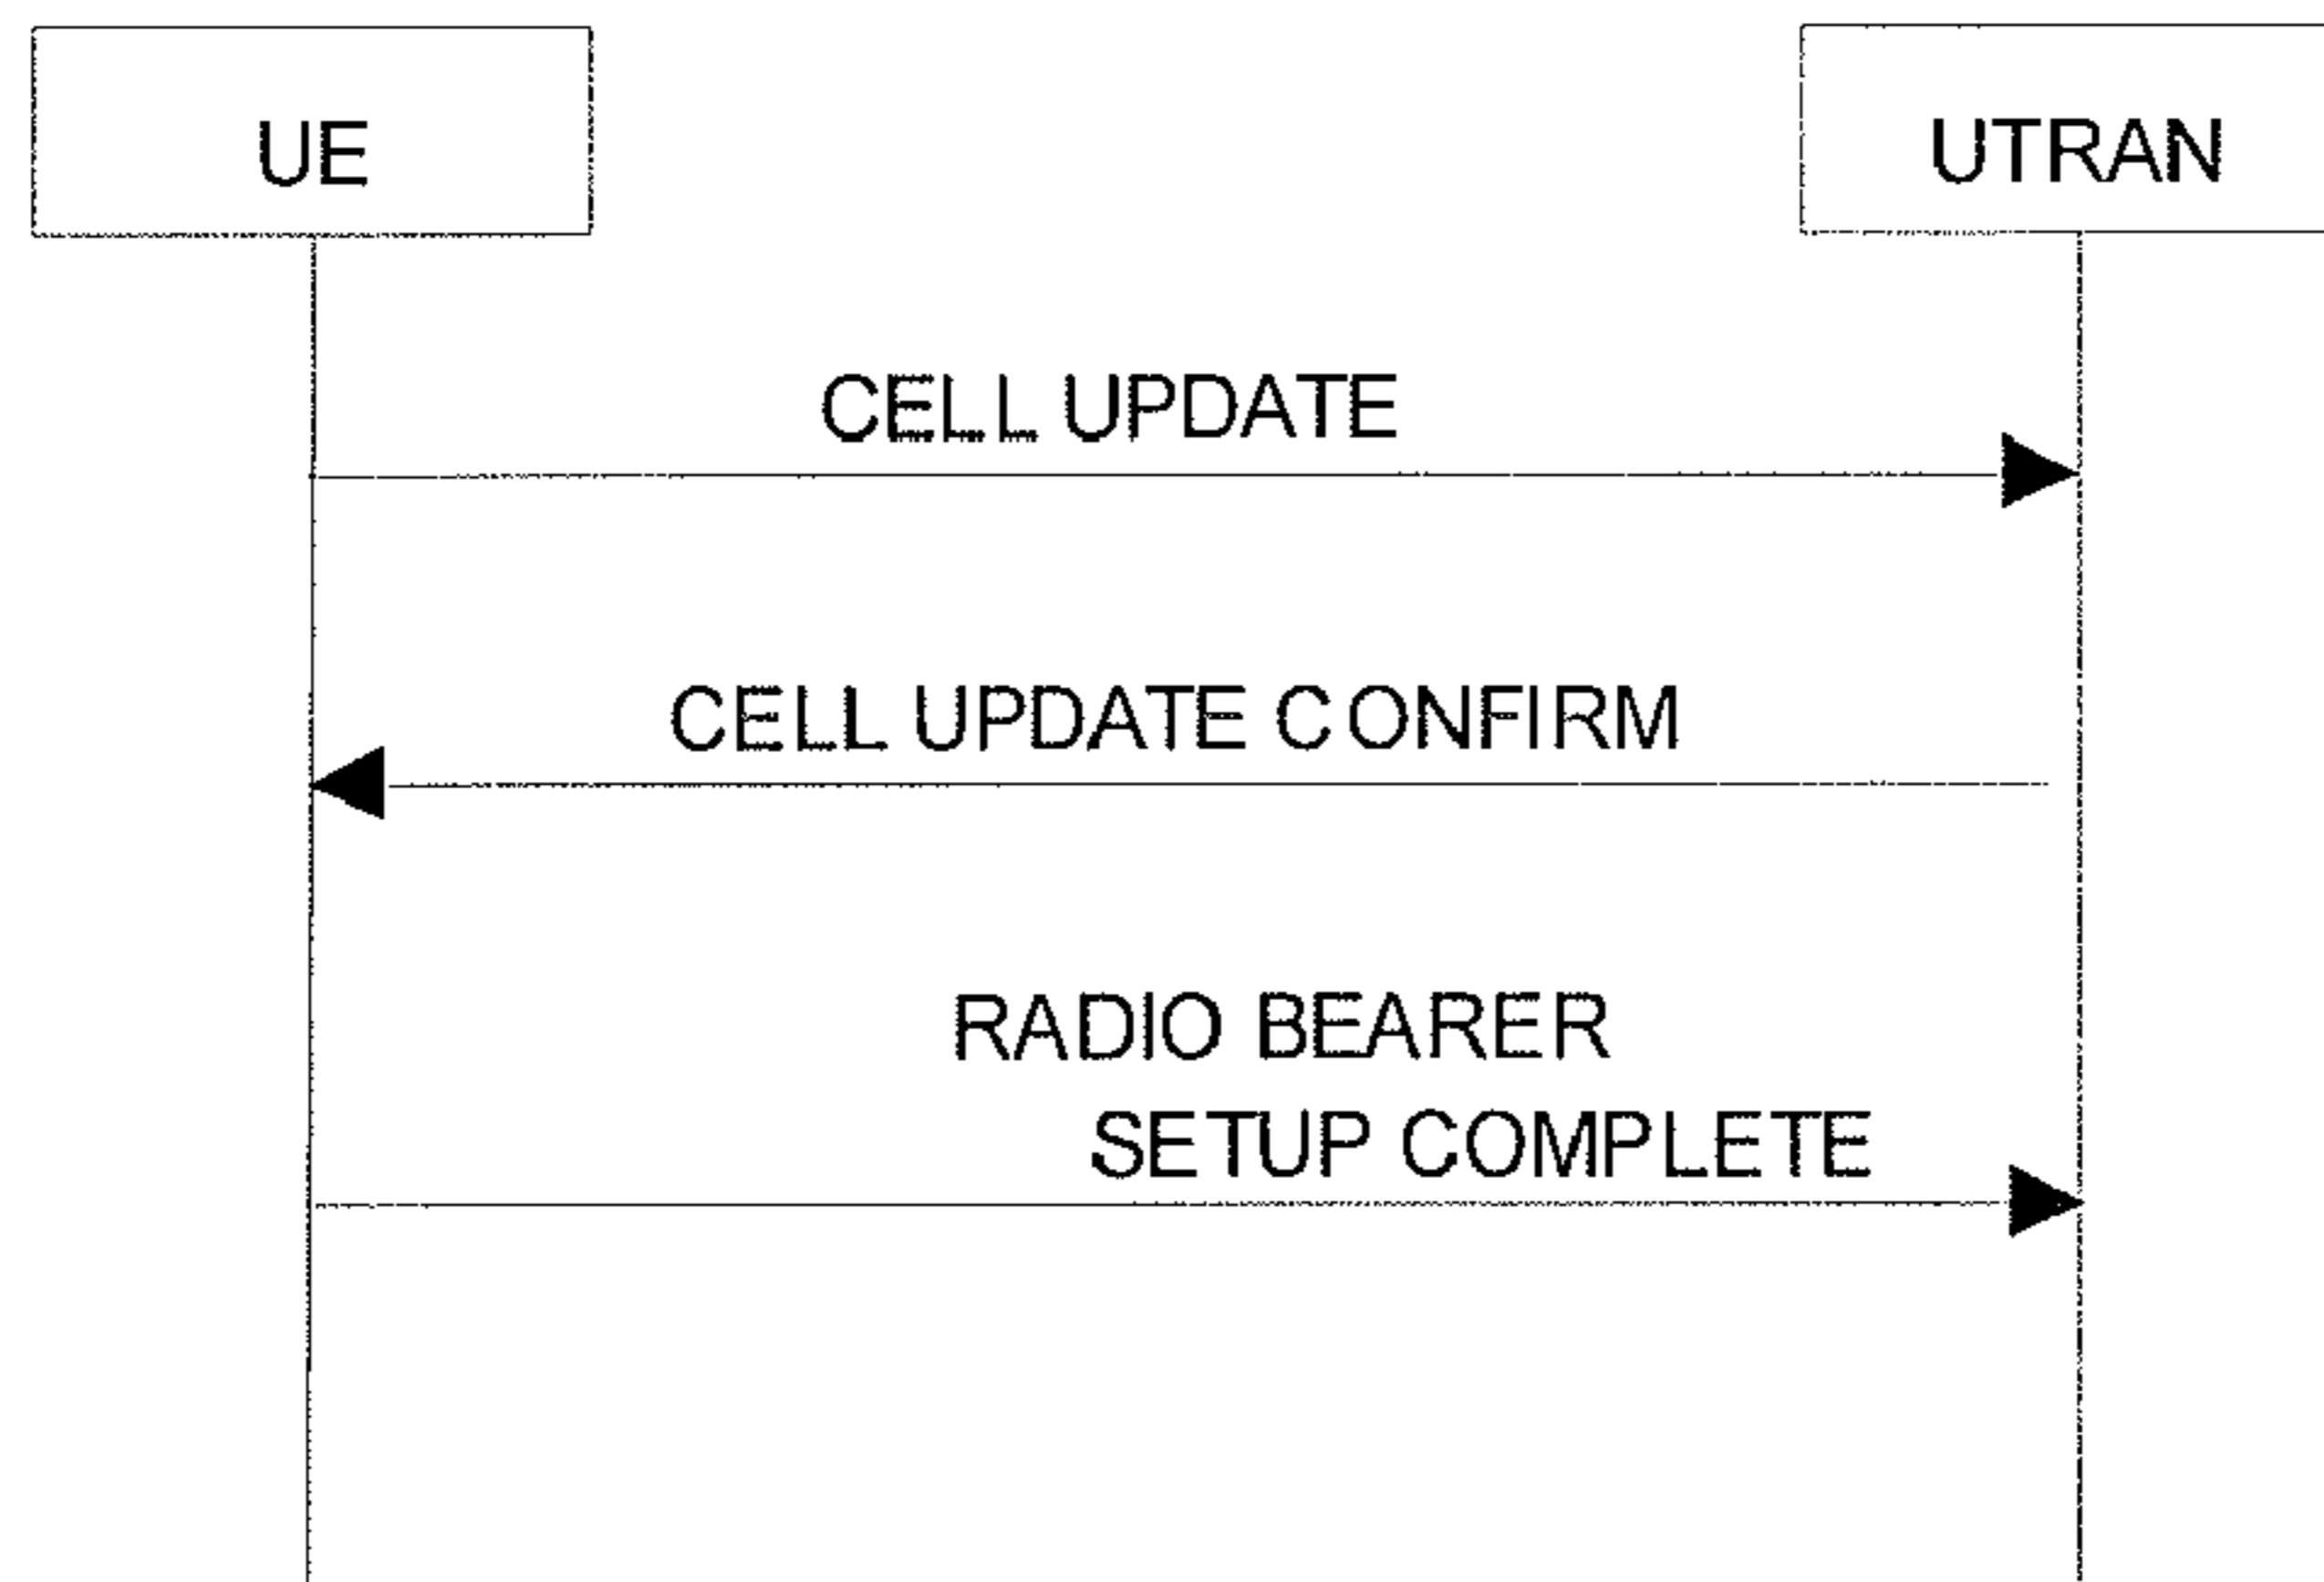 UE
UTRAN
CELL UPDATE
CELL UPDATE CONFIRM
RADIO BEARER
SETUP COMPLETE